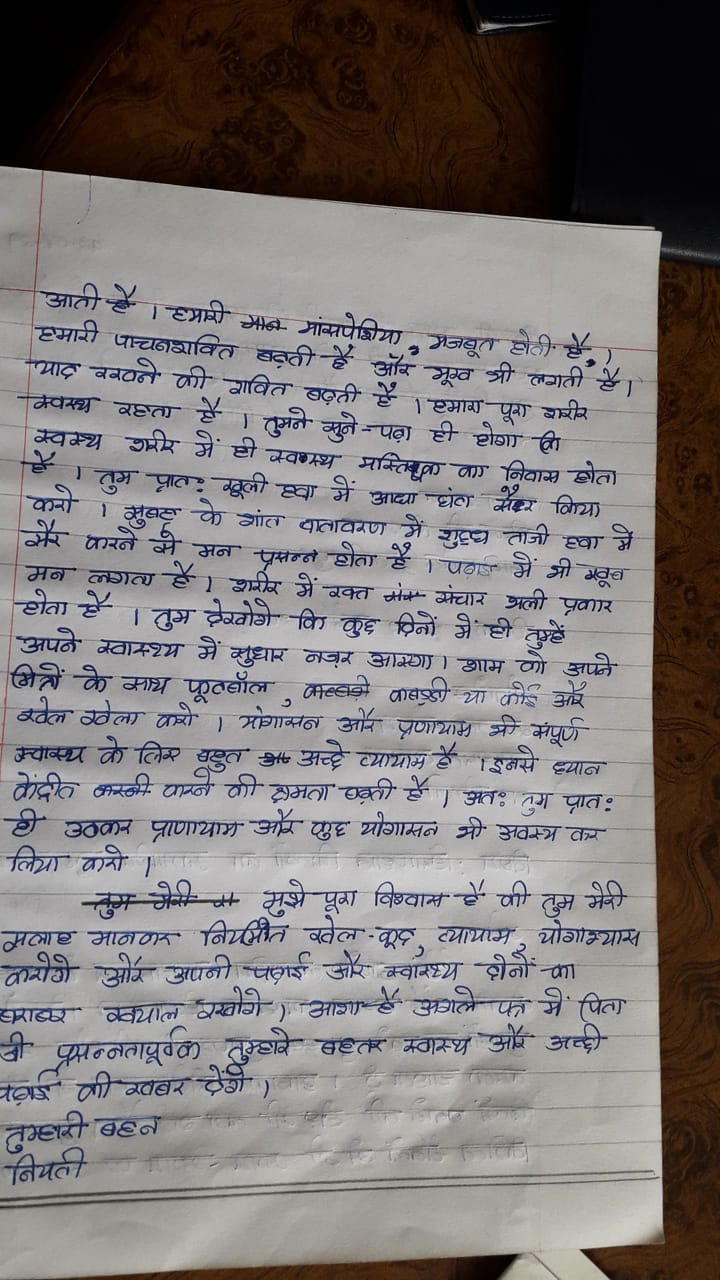 आती है । हमारी मांसपेशिया, मजबूत होती है, ।
हमारी पाचनशक्ति बढ़ती है और भूख भी लगती है।
याद रखने की शक्ति बढ़ती है । हमारा पूरा शरीर
स्वस्थ रहता है । तुमने सुने-पढ़ा ही होगा कि
स्वस्थ शरीर में ही स्वस्थ मस्तिष्क का निवास होता
है । तुम प्रातः खूली हवा में आधा घंटा सैर किया
करो । सुबह के शांत वातावरण में शुद्ध ताजी हवा में
सैर करने से मन प्रसन्न होता है । पढ़ाई में भी खूब
मन लगता है । शरीर में रक्त संचार भली प्रकार
होता है । तुम देखोगे कि कुछ दिनों में ही तुम्हें
अपने स्वास्थ्य में सुधार नज़र आएगा। शाम को अपने
मित्रों के साथ फूटबॉल, कबड्डी या कोई और
खेल खेला करो । योगासन और प्रणायाम भी संपूर्ण
स्वास्थ के लिए बहुत अच्छे व्यायाम है । इनसे ध्यान
केंद्रीत करने की क्षमता बढ़ती है । अतः तुम प्रातः
ही उठकर प्राणायाम और कुछ योगासन भी अवश्य कर
लिया करो ।
मुझे पूरा विश्वास है की तुम मेरी
सलाह मानकर नियमित खेल-कूद, व्यायाम, योगाभ्यास
करोगे और अपनी पढ़ाई और स्वास्थ्य दोनों का
बराबर खयाल रखोगे । आशा है अगले पत्र में पिता
जी प्रसन्नतापूर्वक तुम्हारे बहतर स्वास्थ और अच्छी
पढ़ाई की खबर देंगे ।
तुम्हारी बहन
नियती